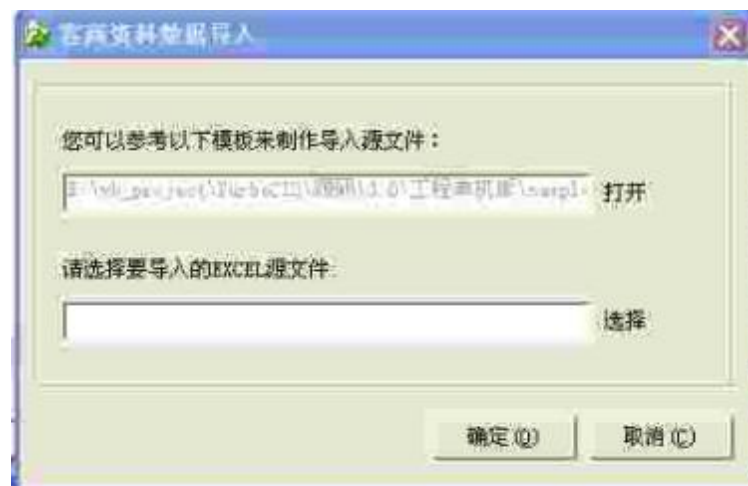 客商资料数据导入
您可以参考以下模板来制作导入源文件：
打开
请选择要导入的EXCEL源文件:
选择
确定(O)
取消(C)